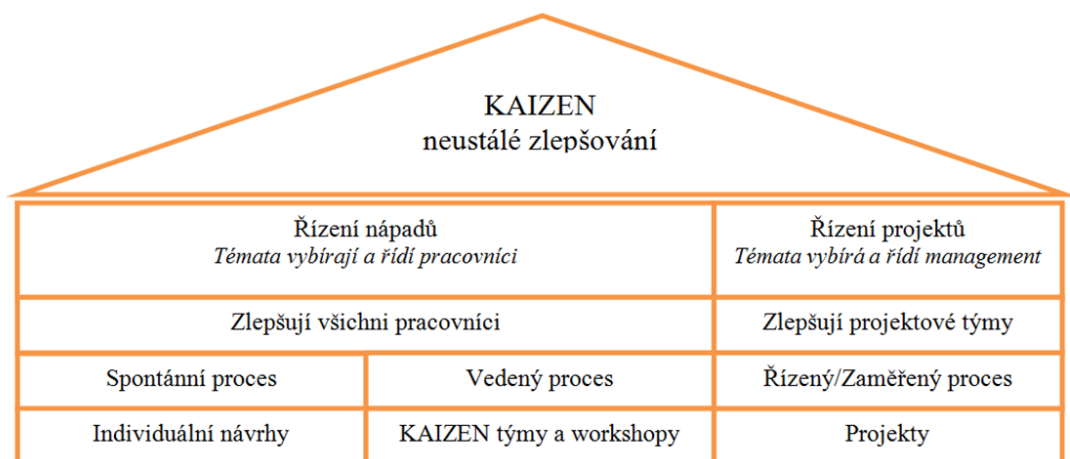 KAIZEN
neustálé zlepšování
Řízení nápadů
Témata vybírají a řídí pracovníci
Řízení projektů
Témata vybírá a řídí management
Zlepšují všichni pracovníci
Zlepšují projektové týmy
Spontánní proces
Vedený proces
Řízený/Zaměřený proces
Individuální návrhy
KAIZEN týmy a workshopy
Projekty